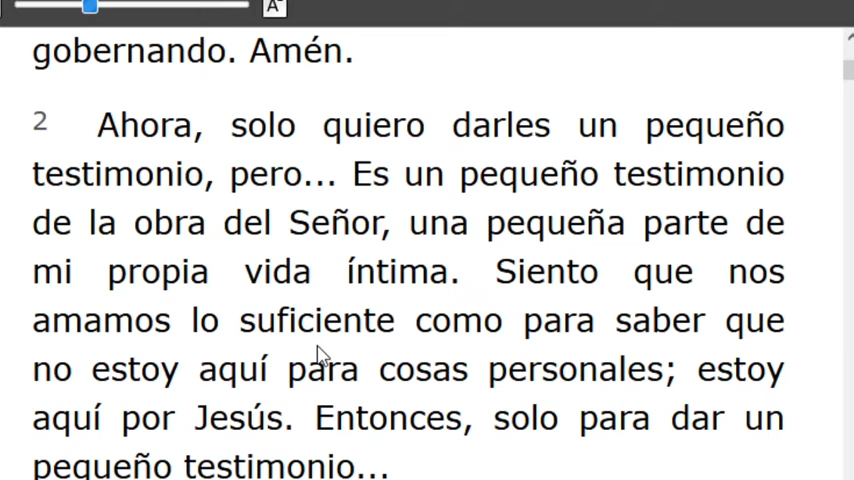 A
gobernando. Amén.
2 Ahora, solo quiero darles un pequeño
testimonio, pero... Es un pequeño testimonio
de la obra del Señor, una pequeña parte de
mi propia vida íntima. Siento que nos
amamos lo suficiente como para saber que
no estoy aquí para cosas personales; estoy
aquí por Jesús. Entonces, solo para dar un
pequeño testimonio...